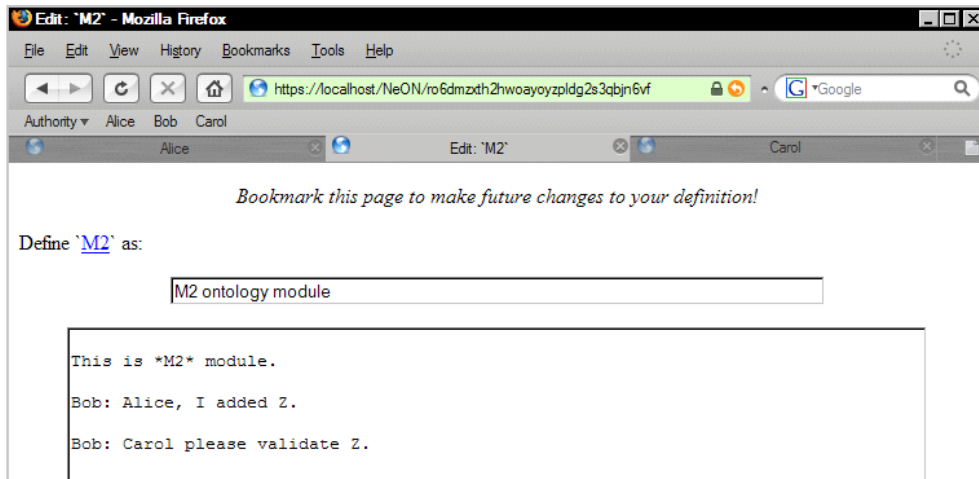 Edit: `M2` - Mozilla Firefox
File Edit View History Bookmarks Tools Help
https://localhost/NeON/ro6dmzxth2hwoayoyzpldg2s3qbjn6vf G Google
Authority Alice Bob Carol
Alice Edit: `M2` Carol
Bookmark this page to make future changes to your definition!
Define `M2` as:
M2 ontology module
This is *M2* module.
Bob: Alice, I added Z.
Bob: Carol please validate Z.